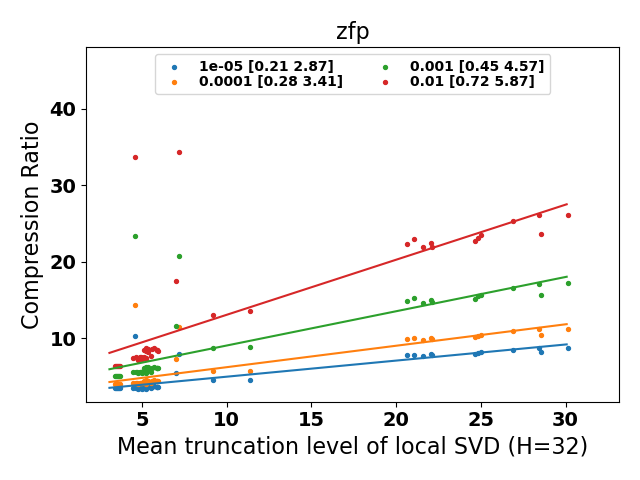 zfp
1e-05 [0.21 2.87]
0.0001 [0.28 3.41]
0.001 [0.45 4.57]
0.01 [0.72 5.87]
Compression Ratio
40
30
20
10
5
10
15
20
25
30
Mean truncation level of local SVD (H=32)